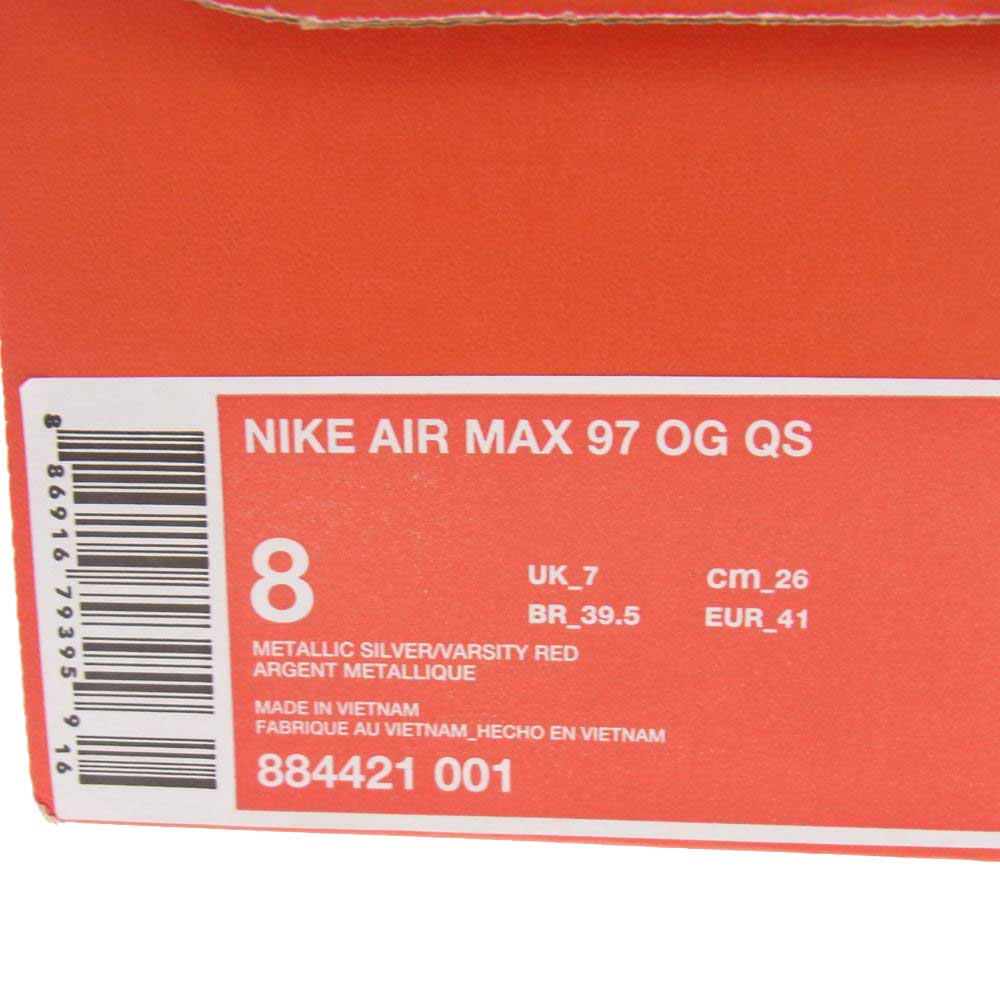 NIKE AIR MAX 97 OG QS
8
UK_7 cm_26
BR_39.5 EUR_41
METALLIC SILVER/VARSITY RED
ARGENT METALLIQUE
MADE IN VIETNAM
FABRIQUE AU VIETNAM_HECHO EN VIETNAM
884421 001
8 86916 79395 9 16